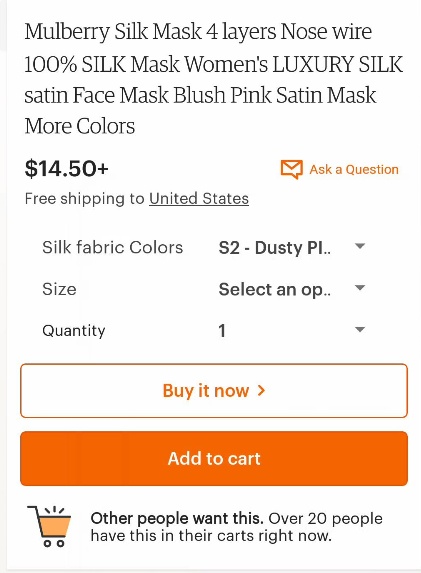 Mulberry Silk Mask 4 layers Nose wire
100% SILK Mask Women's LUXURY SILK
satin Face Mask Blush Pink Satin Mask
More Colors
$14.50+
Ask a Question
Free shipping to United States
Silk fabric Colors S2 - Dusty PI..
Size Select an op..
Quantity 1
Buy it now >
Add to cart
Other people want this. Over 20 people
have this in their carts right now.